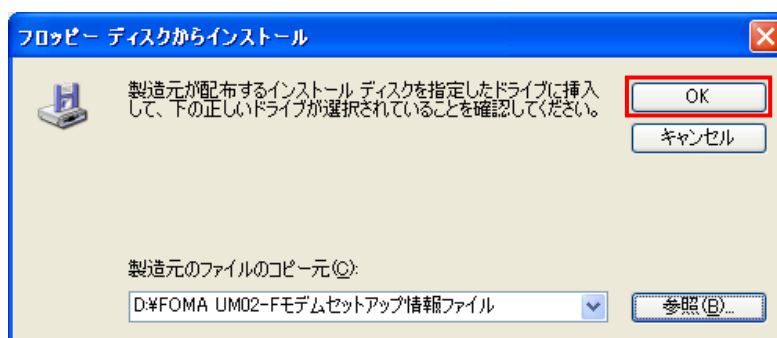 フロッピー ディスクからインストール
製造元が配布するインストール ディスクを指定したドライブに挿入
して、下の正しいドライブが選択されていることを確認してください。
OK
キャンセル
製造元のファイルのコピー元(C):
D:¥FOMA UM02-Fモデムセットアップ情報ファイル
参照(B)...